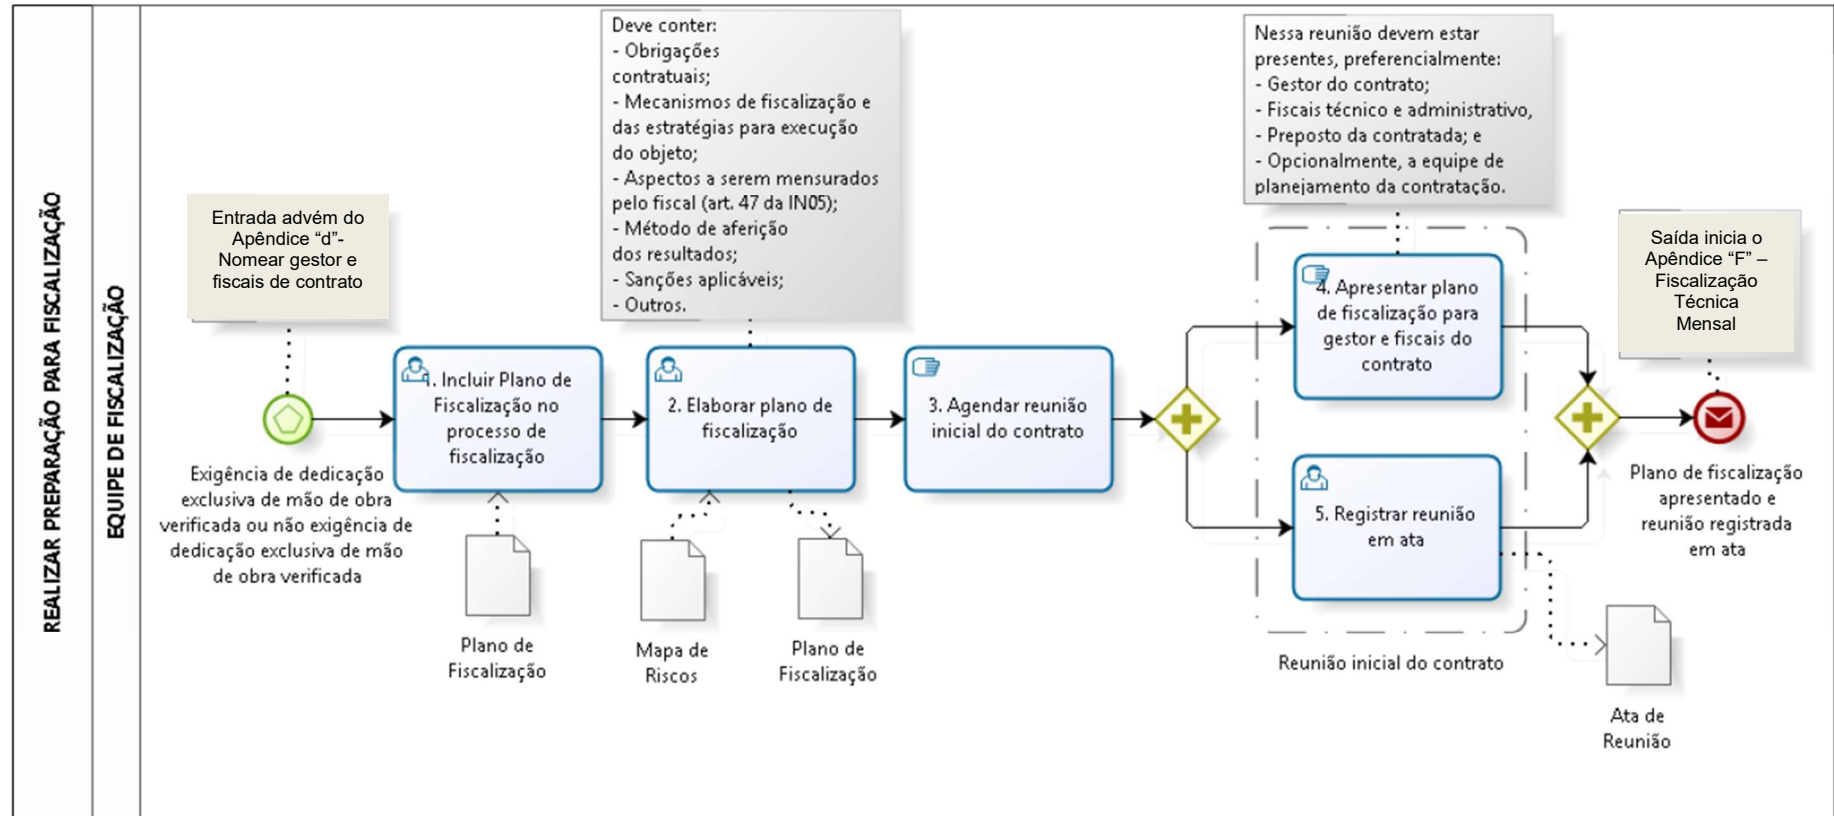 REALIZAR PREPARAÇÃO PARA FISCALIZAÇÃO
EQUIPE DE FISCALIZAÇÃO
Entrada advém do
Apêndice “d”-
Nomear gestor e
fiscais de contrato
Exigência de dedicação
exclusiva de mão de obra
verificada ou não exigência de
dedicação exclusiva de mão
de obra verificada
1. Incluir Plano de
Fiscalização no
processo de
fiscalização
Plano de
Fiscalização
Deve conter:
- Obrigações
contratuais;
- Mecanismos de fiscalização e
das estratégias para execução
do objeto;
- Aspectos a serem mensurados
pelo fiscal (art. 47 da IN05);
- Método de aferição
dos resultados;
- Sanções aplicáveis;
- Outros.
2. Elaborar plano de
fiscalização
Mapa de
Riscos
Plano de
Fiscalização
3. Agendar reunião
inicial do contrato
Nessa reunião devem estar
presentes, preferencialmente:
- Gestor do contrato;
- Fiscais técnico e administrativo,
- Preposto da contratada; e
- Opcionalmente, a equipe de
planejamento da contratação.
4. Apresentar plano
de fiscalização para
gestor e fiscais do
contrato
5. Registrar reunião
em ata
Reunião inicial do contrato
Ata de
Reunião
Saída inicia o
Apêndice “F” –
Fiscalização
Técnica
Mensal
Plano de fiscalização
apresentado e
reunião registrada
em ata